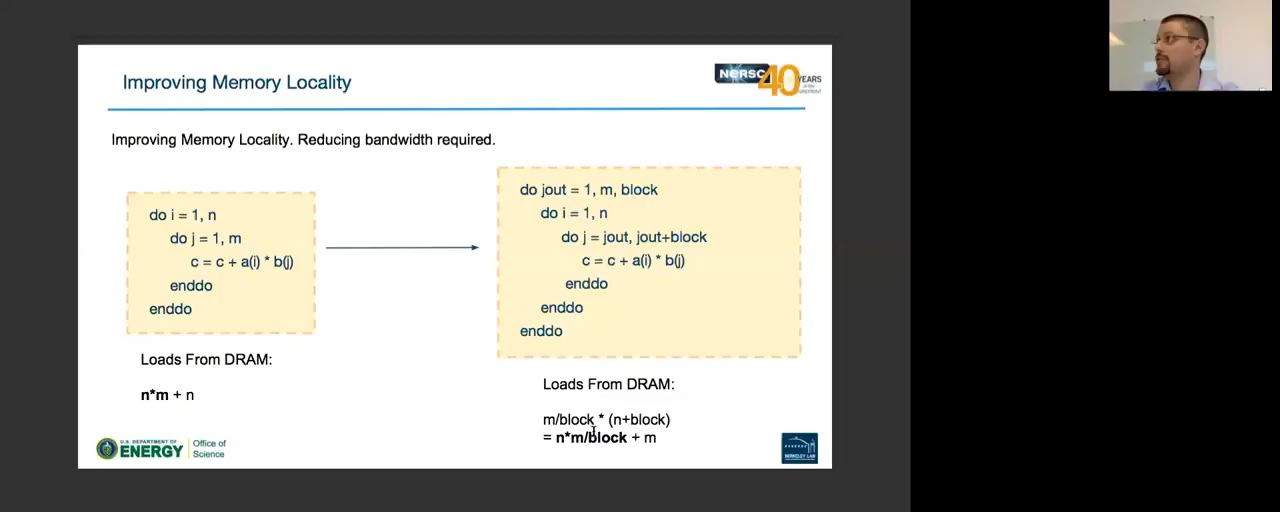 Improving Memory Locality
NERSC 40 YEARS
Improving Memory Locality. Reducing bandwidth required.
do i = 1, n
do j = 1, m
c = c + a(i) * b(j)
enddo
enddo
Loads From DRAM:
n*m + n
do jout = 1, m, block
do i = 1, n
do j = jout, jout+block
c = c + a(i) * b(j)
enddo
enddo
enddo
Loads From DRAM:
m/block * (n+block)
= n*m/block + m
U.S. DEPARTMENT OF
ENERGY
Office of
Science
BERKELEY LAB